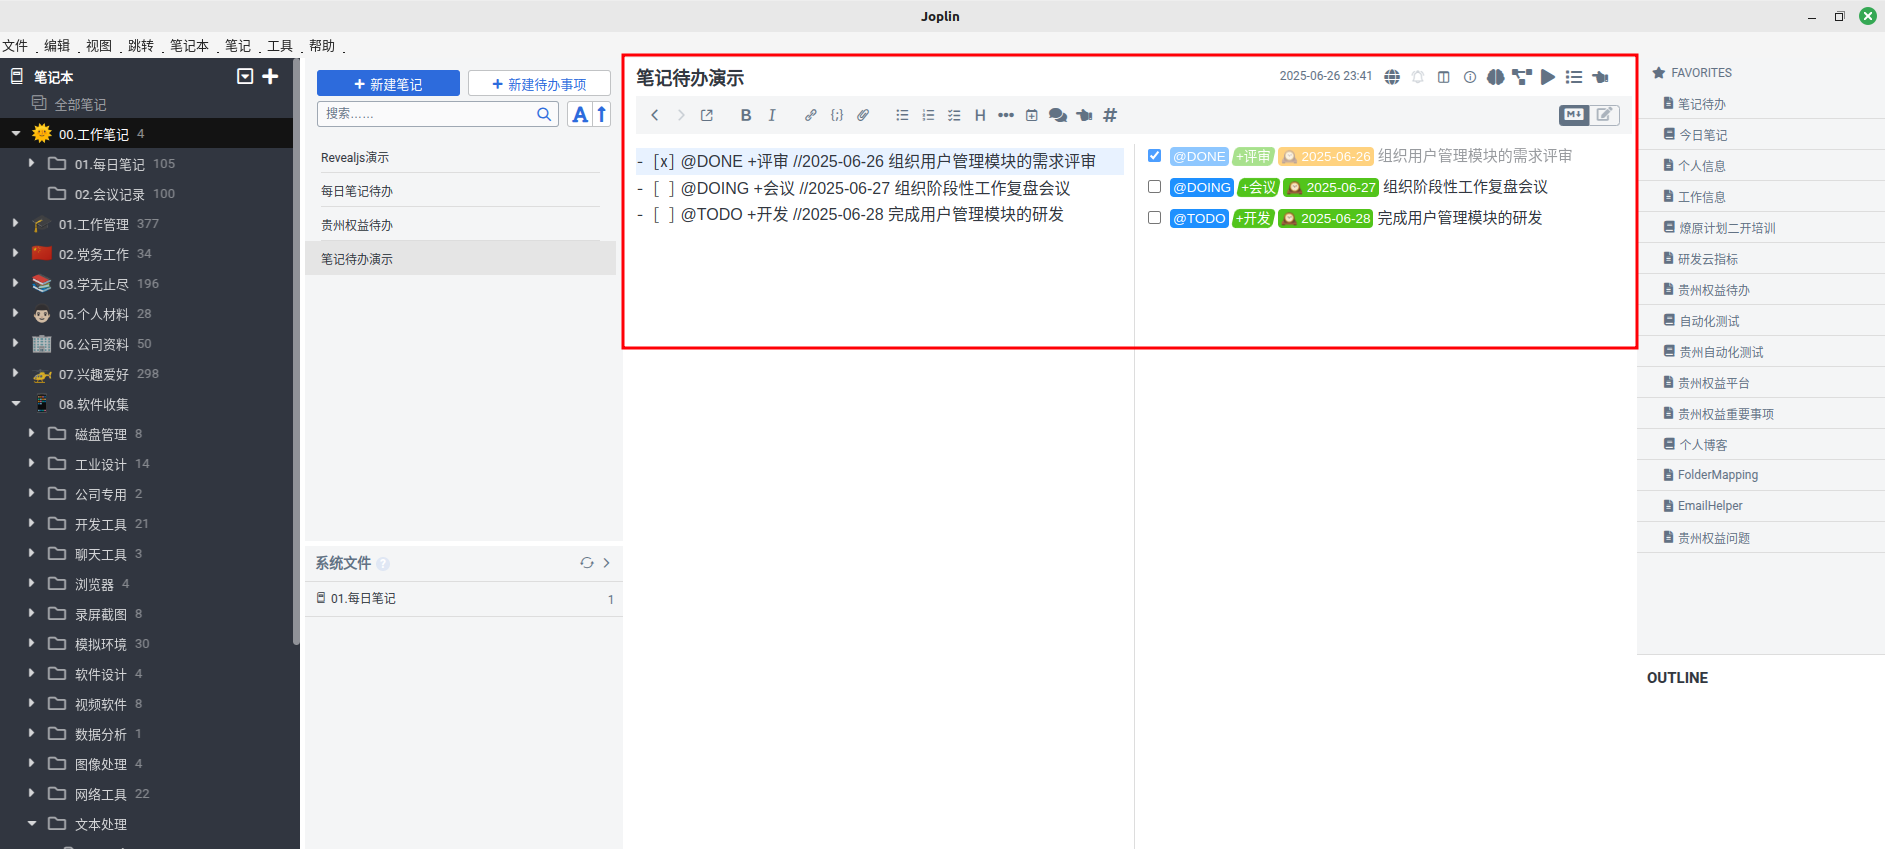 Joplin
文件 编辑 视图 跳转 笔记本 笔记 工具 帮助
笔记本
全部笔记
00.工作笔记 4
01.每日笔记 105
02.会议记录 100
01.工作管理 377
02.党务工作 34
03.学无止尽 196
05.个人材料 28
06.公司资料 50
07.兴趣爱好 298
08.软件收集
磁盘管理 8
工业设计 14
公司专用 2
开发工具 21
聊天工具 3
浏览器 4
录屏截图 8
模拟环境 30
软件设计 4
视频软件 8
数据分析 1
图像处理 4
网络工具 22
文本处理
+ 新建笔记 + 新建待办事项
搜索…… A
Revealjs演示
每日笔记待办
贵州权益待办
笔记待办演示
系统文件 ?
01.每日笔记 1
笔记待办演示 2025-06-26 23:41
B I {;} H ••• # M↓
- [x] @DONE +评审 //2025-06-26 组织用户管理模块的需求评审
- [ ] @DOING +会议 //2025-06-27 组织阶段性工作复盘会议
- [ ] @TODO +开发 //2025-06-28 完成用户管理模块的研发
@DONE +评审 2025-06-26 组织用户管理模块的需求评审
@DOING +会议 2025-06-27 组织阶段性工作复盘会议
@TODO +开发 2025-06-28 完成用户管理模块的研发
FAVORITES
笔记待办
今日笔记
个人信息
工作信息
燎原计划二开培训
研发云指标
贵州权益待办
自动化测试
贵州自动化测试
贵州权益平台
贵州权益重要事项
个人博客
FolderMapping
EmailHelper
贵州权益问题
OUTLINE